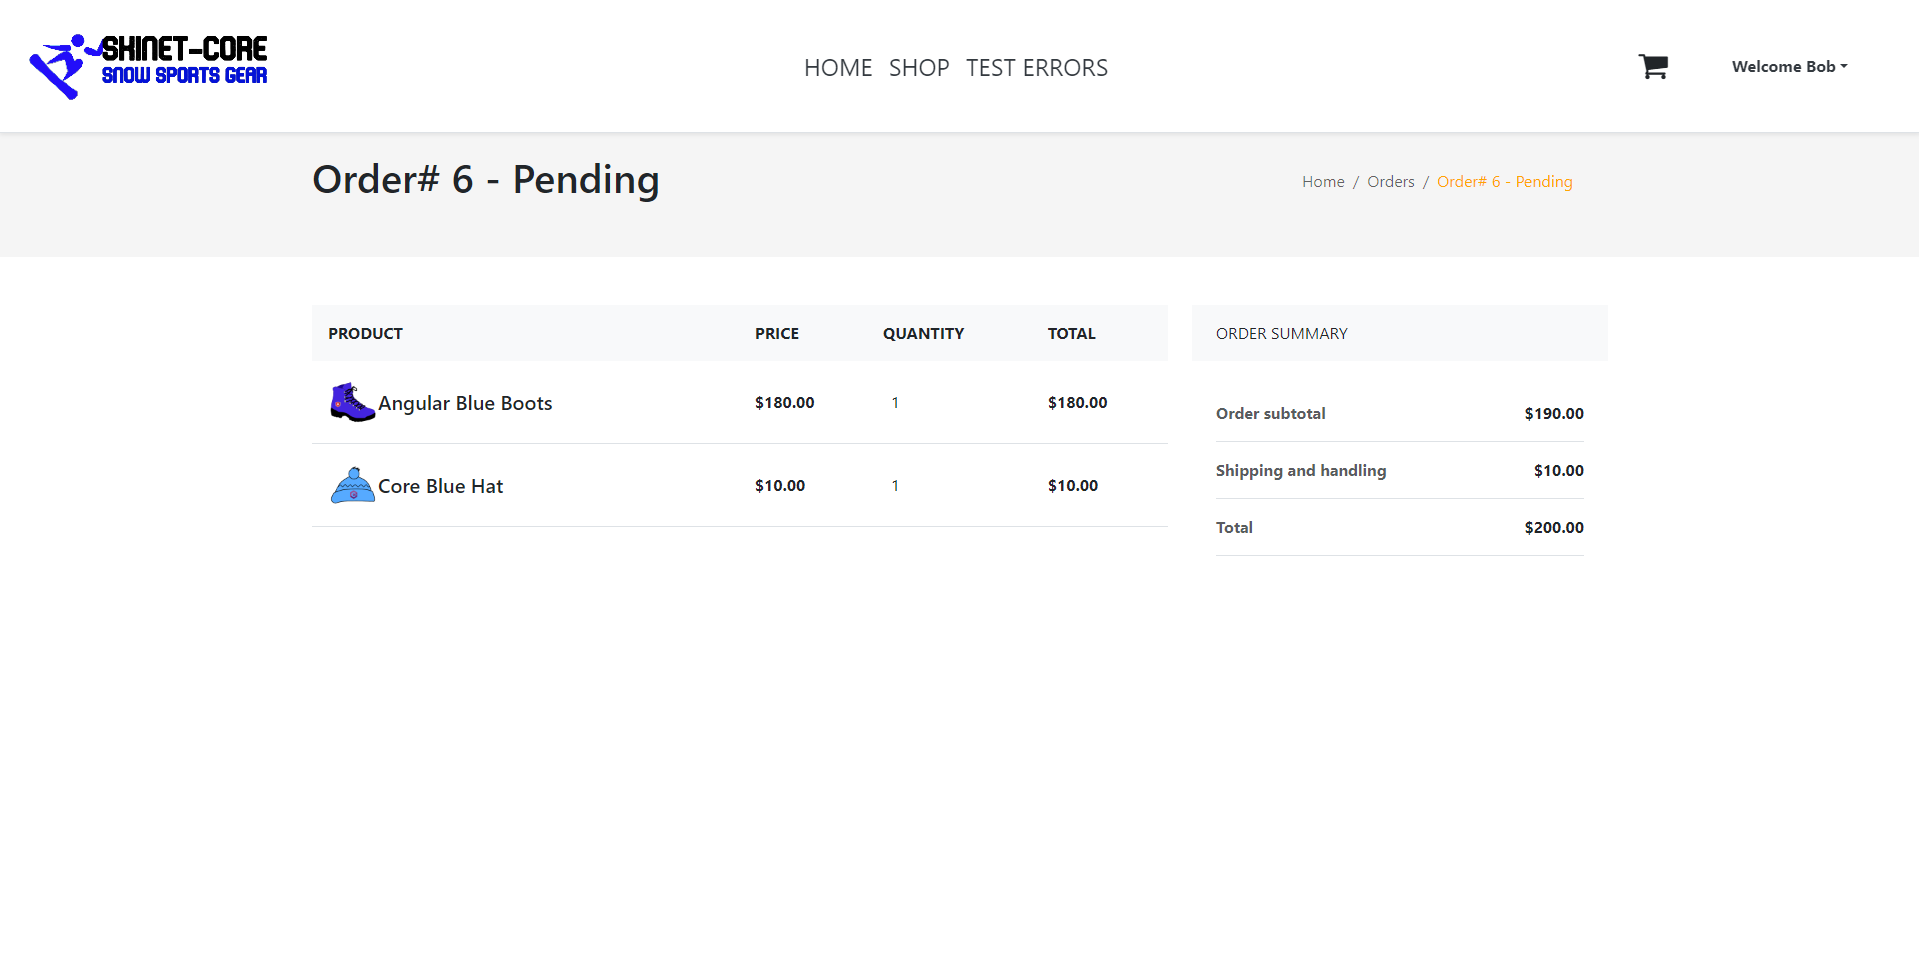 SKINET-CORE
SNOW SPORTS GEAR
HOME SHOP TEST ERRORS
Welcome Bob
Order# 6 - Pending
Home / Orders / Order# 6 - Pending
PRODUCT PRICE QUANTITY TOTAL
Angular Blue Boots $180.00 1 $180.00
Core Blue Hat $10.00 1 $10.00
ORDER SUMMARY
Order subtotal $190.00
Shipping and handling $10.00
Total $200.00